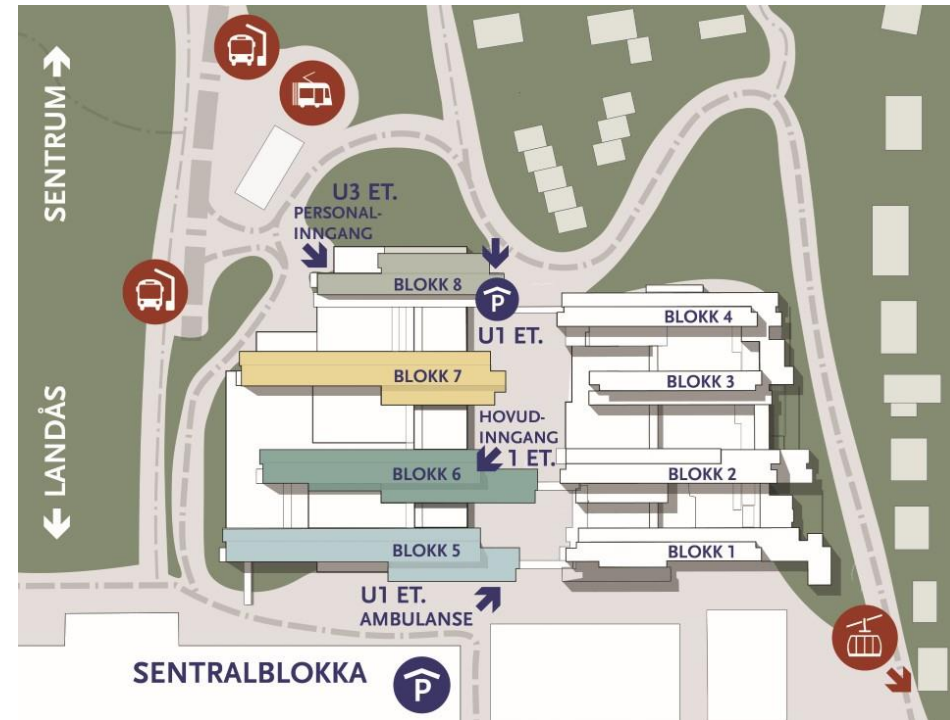 SENTRUM →
← LANDÅS
U3 ET.
PERSONAL-
INNGANG
BLOKK 8
P
U1 ET.
BLOKK 4
BLOKK 7
BLOKK 3
HOVUD-
INNGANG
1 ET.
BLOKK 6
BLOKK 2
BLOKK 5
BLOKK 1
U1 ET.
AMBULANSE
SENTRALBLOKKA
P